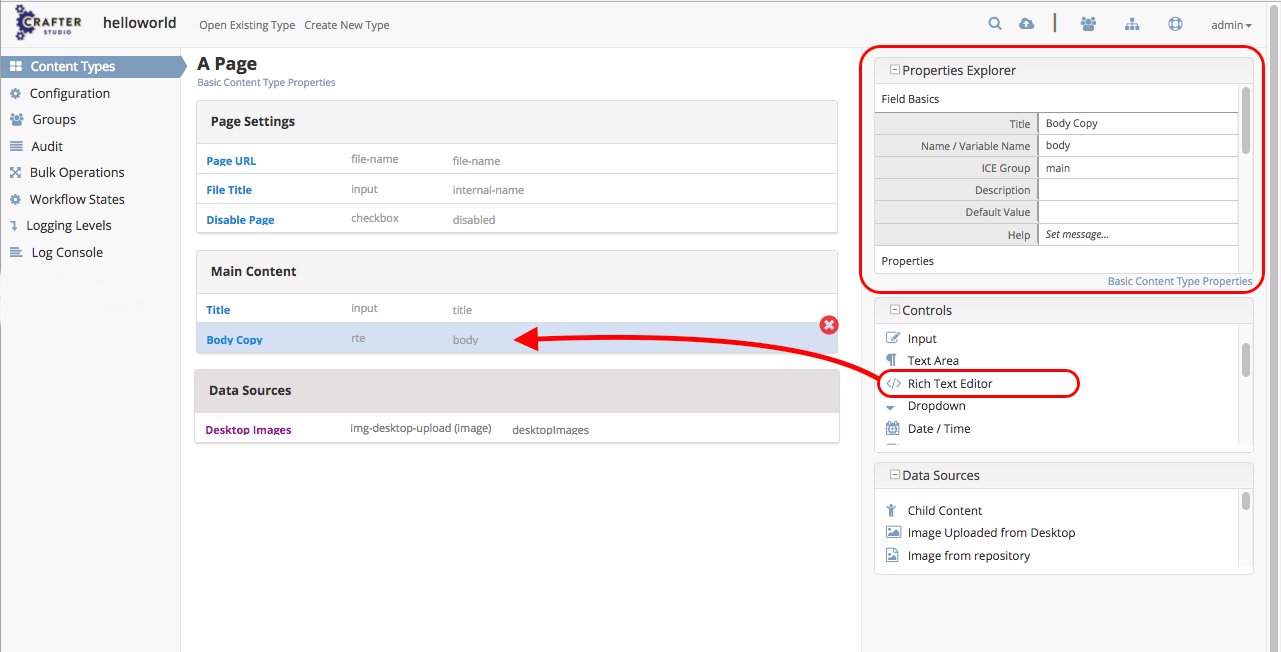 CRAFTER STUDIO
helloworld
Open Existing Type Create New Type
admin
Content Types
Configuration
Groups
Audit
Bulk Operations
Workflow States
Logging Levels
Log Console
A Page
Basic Content Type Properties
Page Settings
Page URL file-name file-name
File Title input internal-name
Disable Page checkbox disabled
Main Content
Title input title
Body Copy rte body
Data Sources
Desktop Images img-desktop-upload (image) desktopImages
Properties Explorer
Field Basics
Title Body Copy
Name / Variable Name body
ICE Group main
Description
Default Value
Help Set message...
Properties
Basic Content Type Properties
Controls
Input
Text Area
Rich Text Editor
Dropdown
Date / Time
Data Sources
Child Content
Image Uploaded from Desktop
Image from repository